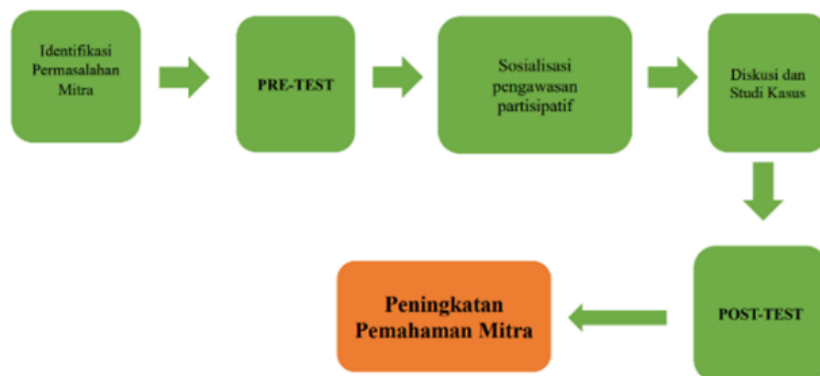 Identifikasi
Permasalahan
Mitra
PRE-TEST
Sosialisasi
pengawasan
partisipatif
Diskusi dan
Studi Kasus
POST-TEST
Peningkatan
Pemahaman Mitra